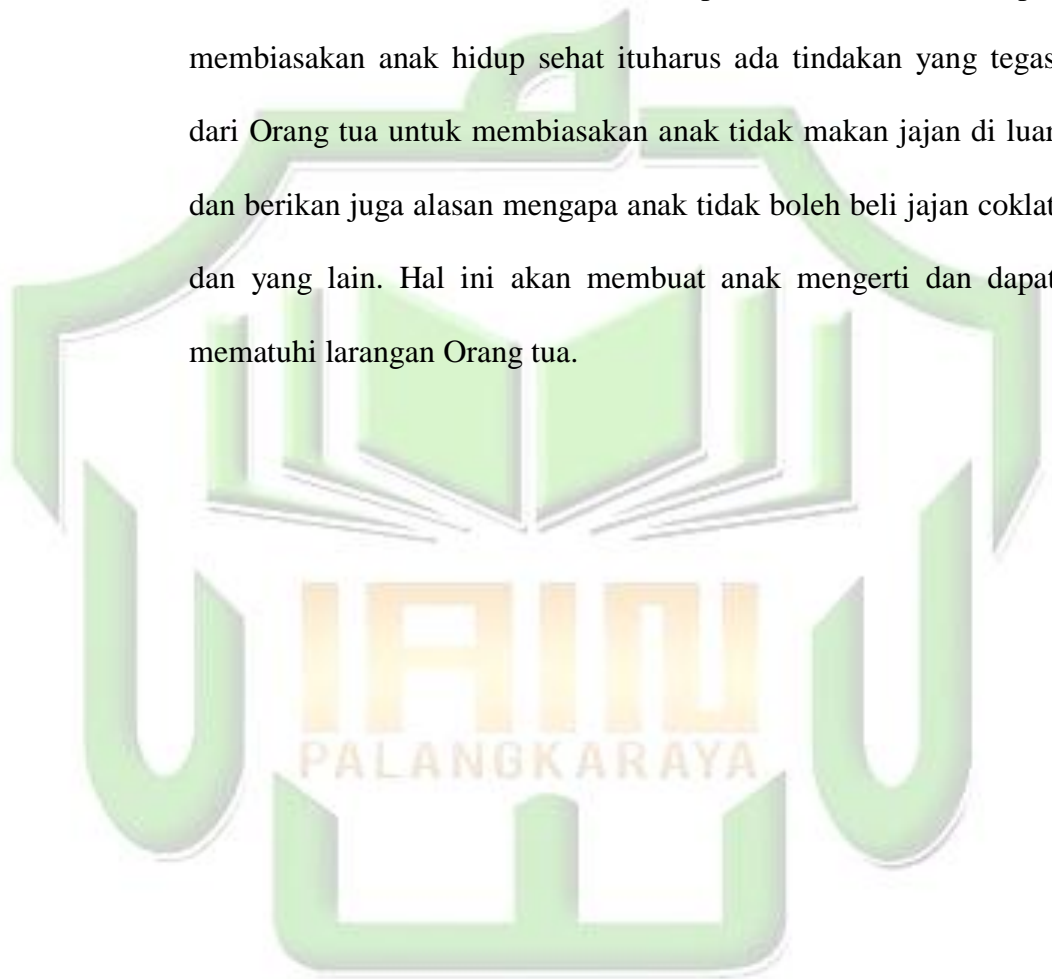 membiasakan anak hidup sehat ituharus ada tindakan yang tegas
dari Orang tua untuk membiasakan anak tidak makan jajan di luar
dan berikan juga alasan mengapa anak tidak boleh beli jajan coklat
dan yang lain. Hal ini akan membuat anak mengerti dan dapat
mematuhi larangan Orang tua.
IAIN
PALANGKARAYA